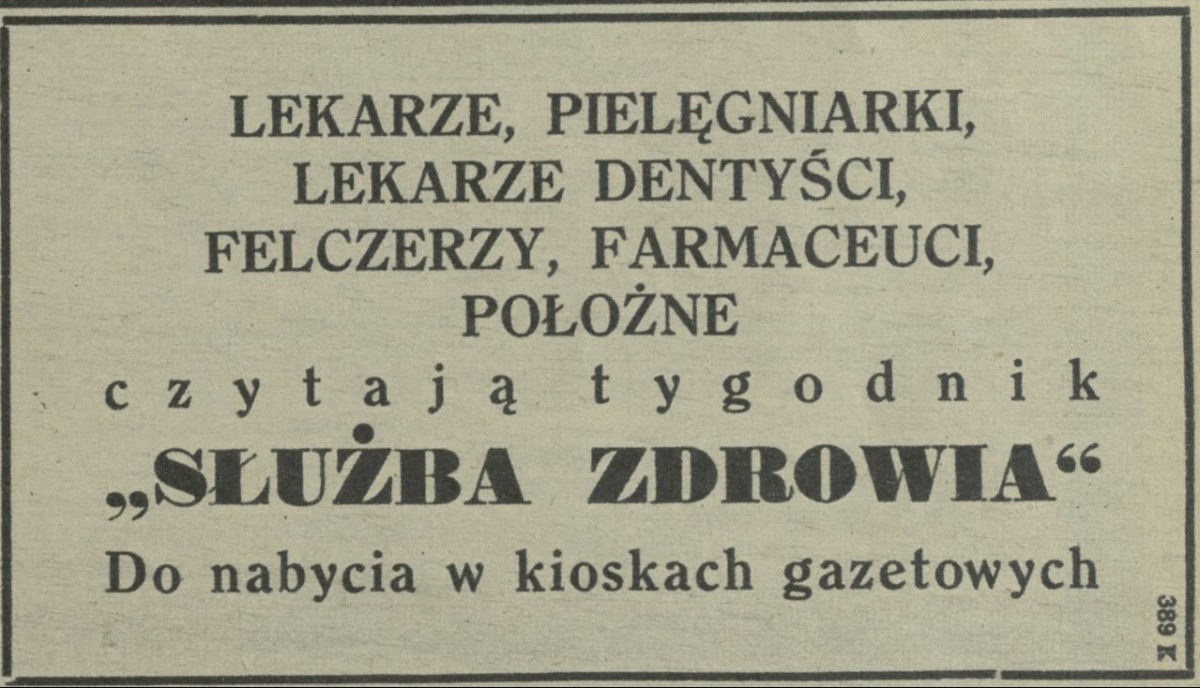 LEKARZE, PIELĘGNIARKI,
LEKARZE DENTYŚCI,
FELCZERZY, FARMACEUCI,
POŁOŻNE
czytają tygodnik
„SŁUŻBA ZDROWIA“
Do nabycia w kioskach gazetowych
389 K